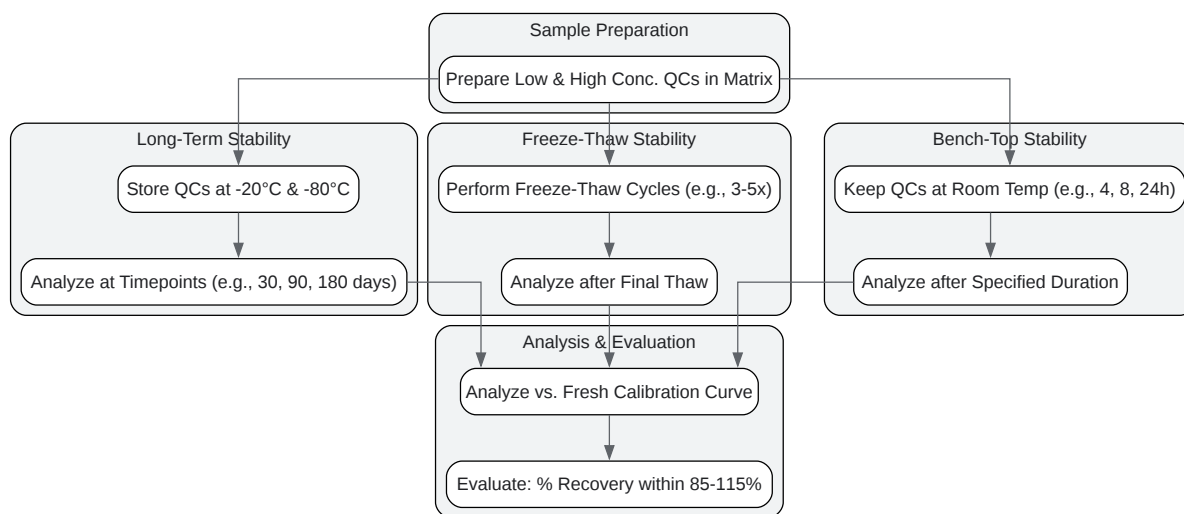 Sample Preparation
Prepare Low & High Conc. QCs in Matrix
Long-Term Stability
Store QCs at -20°C & -80°C
Analyze at Timepoints (e.g., 30, 90, 180 days)
Freeze-Thaw Stability
Perform Freeze-Thaw Cycles (e.g., 3-5x)
Analyze after Final Thaw
Bench-Top Stability
Keep QCs at Room Temp (e.g., 4, 8, 24h)
Analyze after Specified Duration
Analysis & Evaluation
Analyze vs. Fresh Calibration Curve
Evaluate: % Recovery within 85-115%